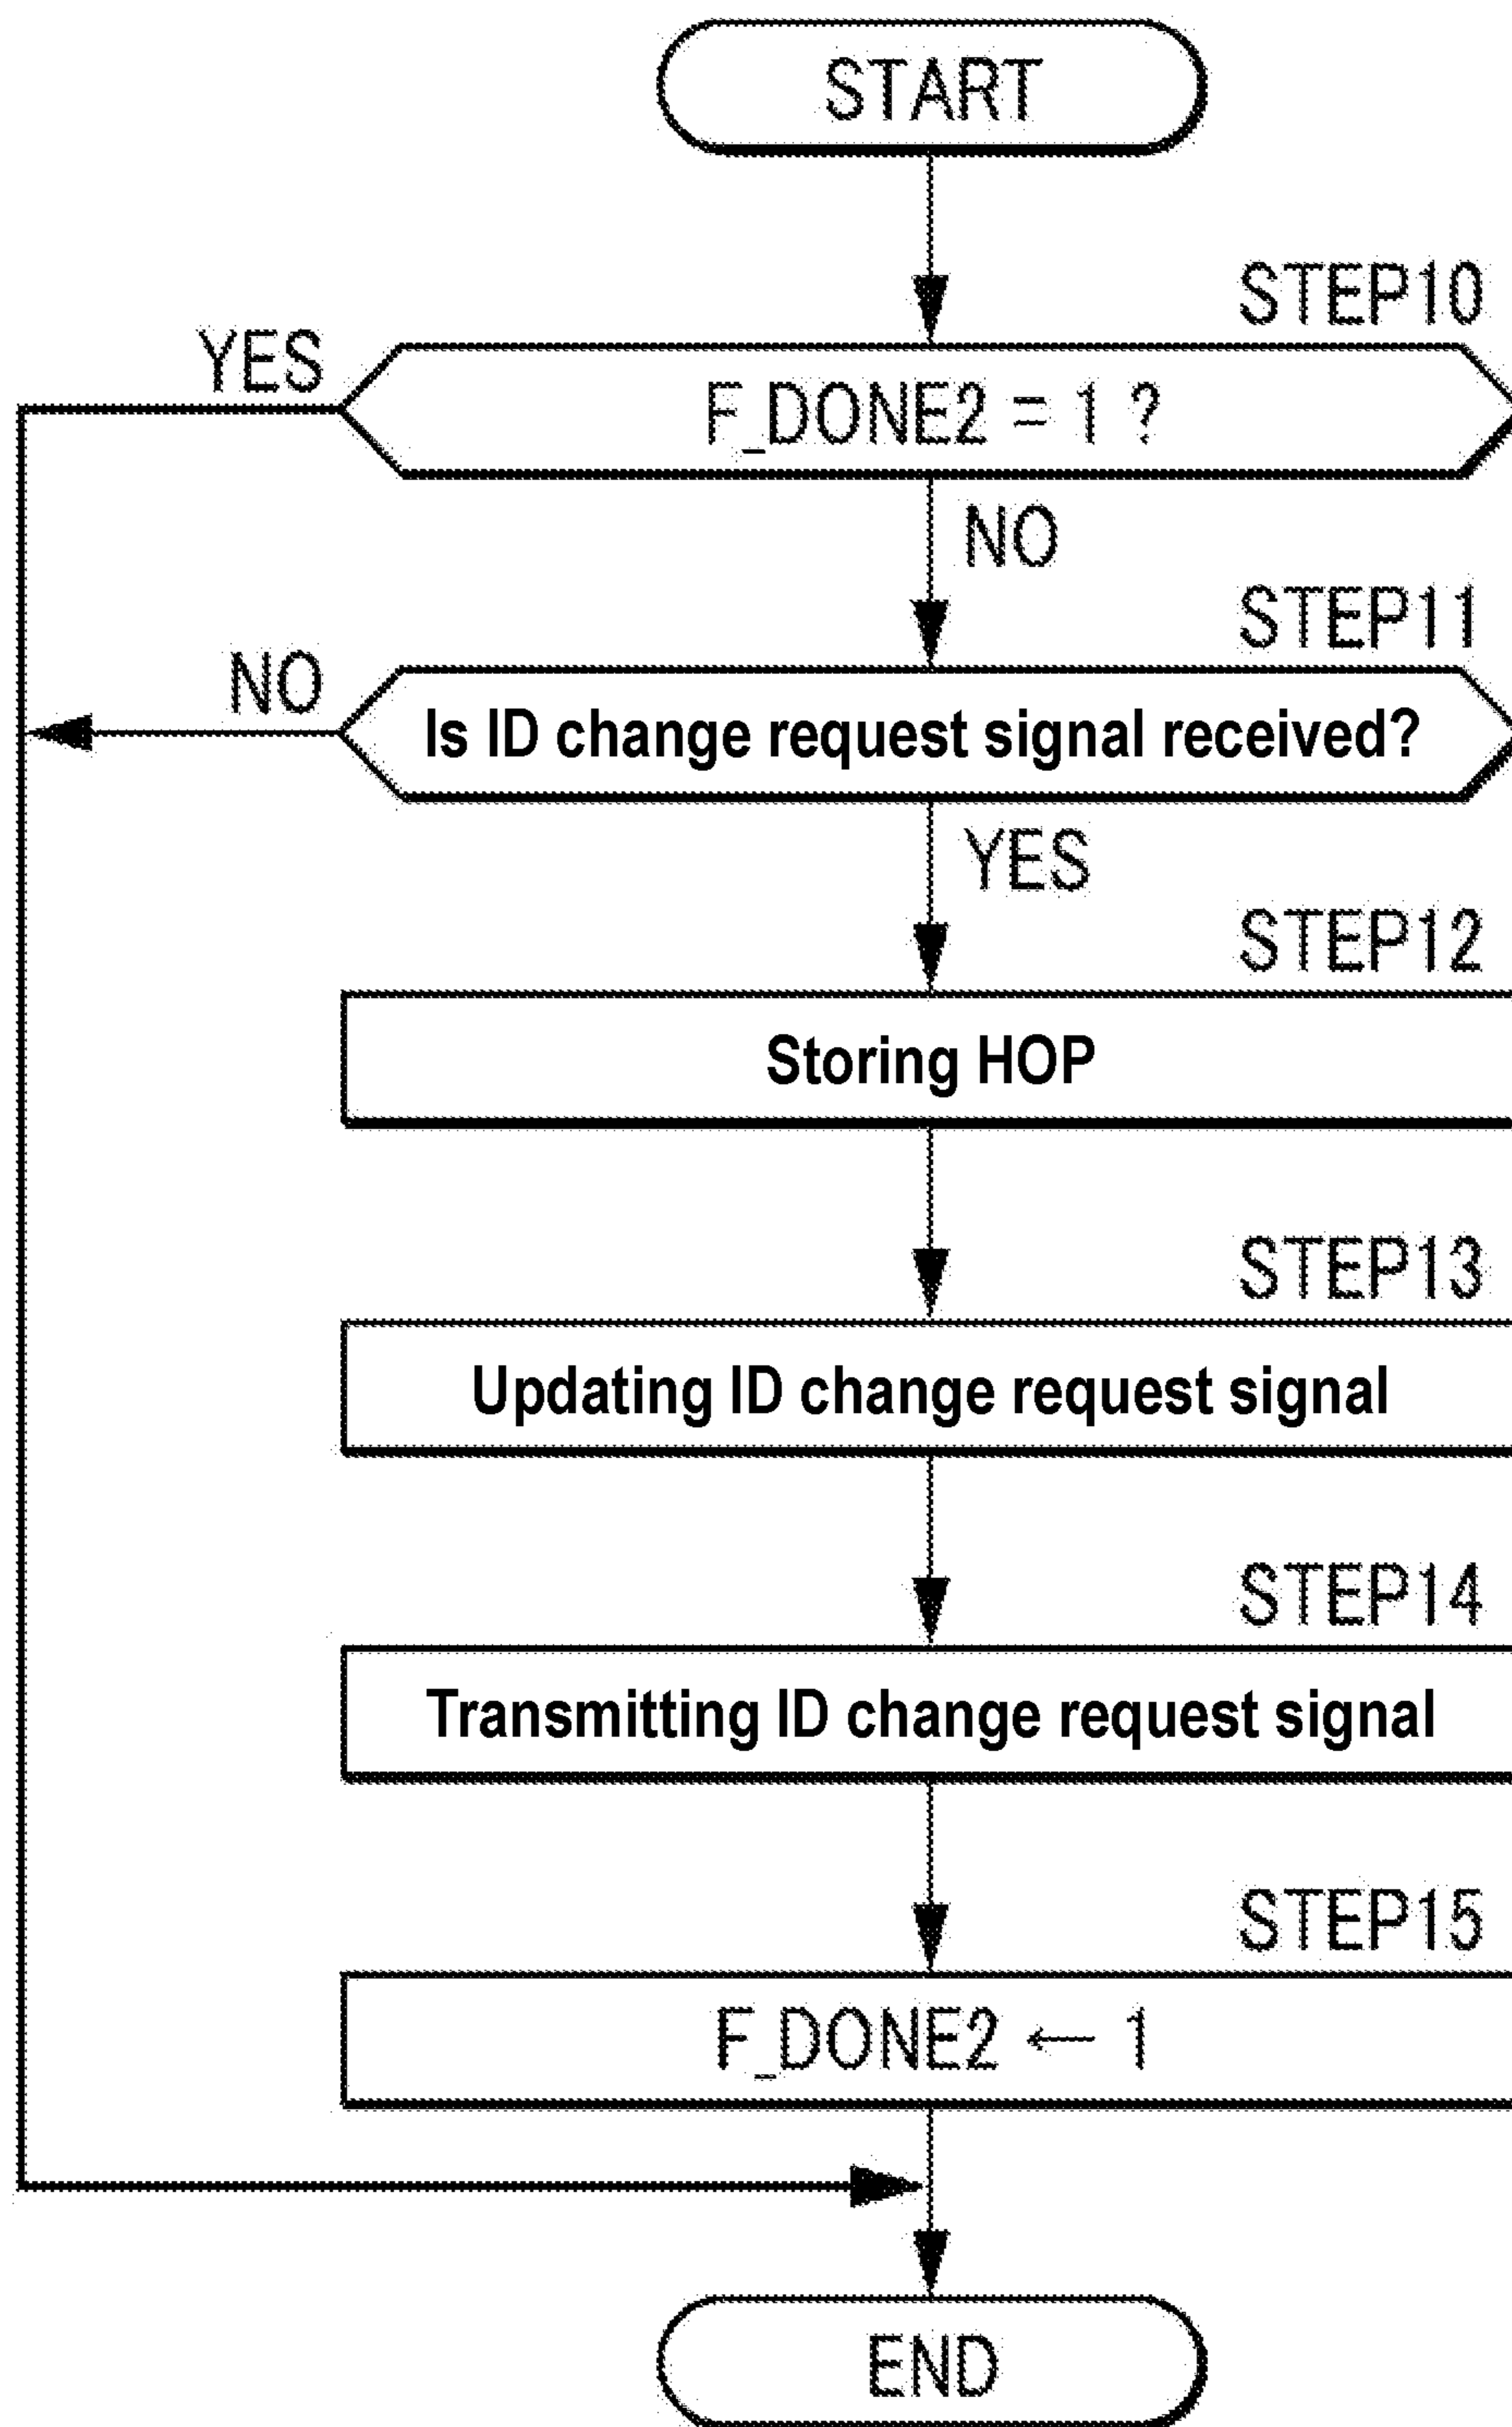 START
STEP10
YES
F_DONE2 = 1 ?
NO
STEP11
NO
Is ID change request signal received?
YES
STEP12
Storing HOP
STEP13
Updating ID change request signal
STEP14
Transmitting ID change request signal
STEP15
F_DONE2 ← 1
END